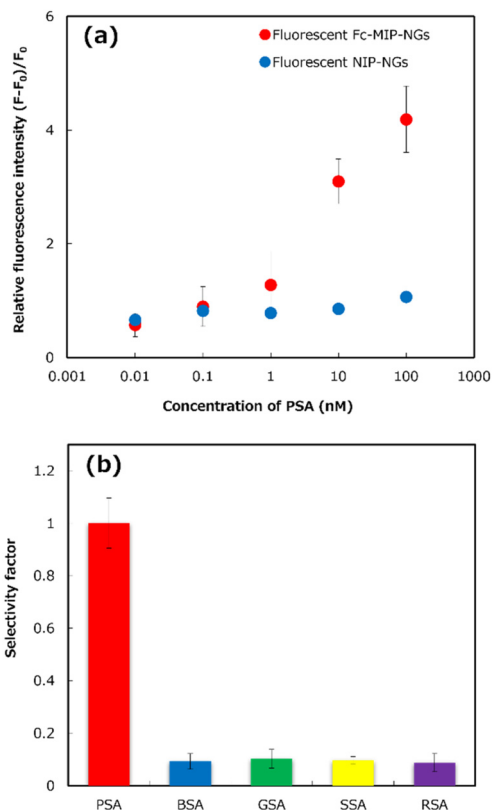 (a)
Fluorescent Fc-MIP-NGs
Fluorescent NIP-NGs
Relative fluorescence intensity (F-F₀)/F₀
6
4
2
0
0.001 0.01 0.1 1 10 100 1000
Concentration of PSA (nM)
(b)
Selectivity factor
1.2
1
0.8
0.6
0.4
0.2
0
PSA BSA GSA SSA RSA